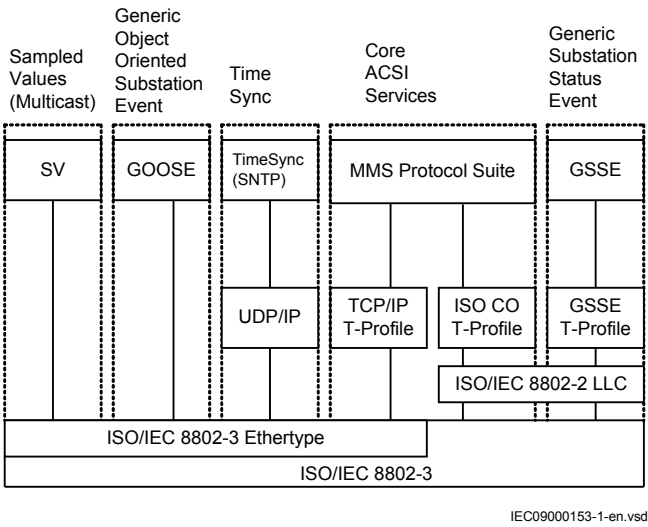 Sampled
Values
(Multicast)
Generic
Object
Oriented
Substation
Event
Time
Sync
Core
ACSI
Services
Generic
Substation
Status
Event
SV
GOOSE
TimeSync
(SNTP)
MMS Protocol Suite
GSSE
UDP/IP
TCP/IP
T-Profile
ISO CO
T-Profile
GSSE
T-Profile
ISO/IEC 8802-2 LLC
ISO/IEC 8802-3 Ethertype
ISO/IEC 8802-3
IEC09000153-1-en.vsd